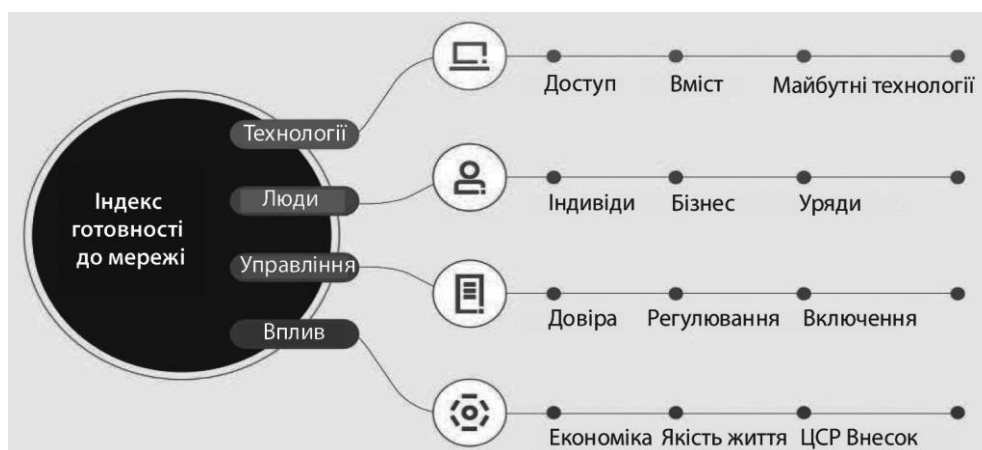 Індекс
готовності
до мережі
Технології
Доступ Вміст Майбутні технології
Люди
Індивіди Бізнес Уряди
Управління
Довіра Регулювання Включення
Вплив
Економіка Якість життя ЦСР Внесок